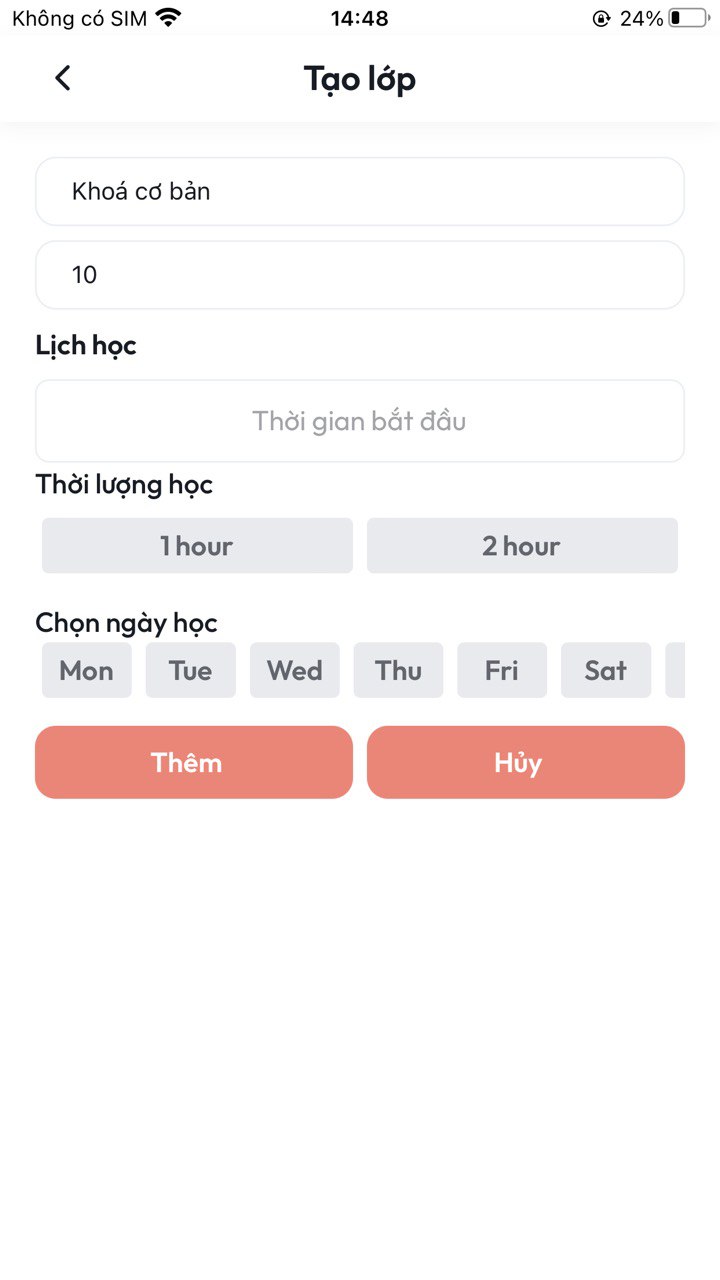 Không có SIM 14:48 24%
Tạo lớp
Khoá cơ bản
10
Lịch học
Thời gian bắt đầu
Thời lượng học
1 hour 2 hour
Chọn ngày học
Mon Tue Wed Thu Fri Sat
Thêm Hủy